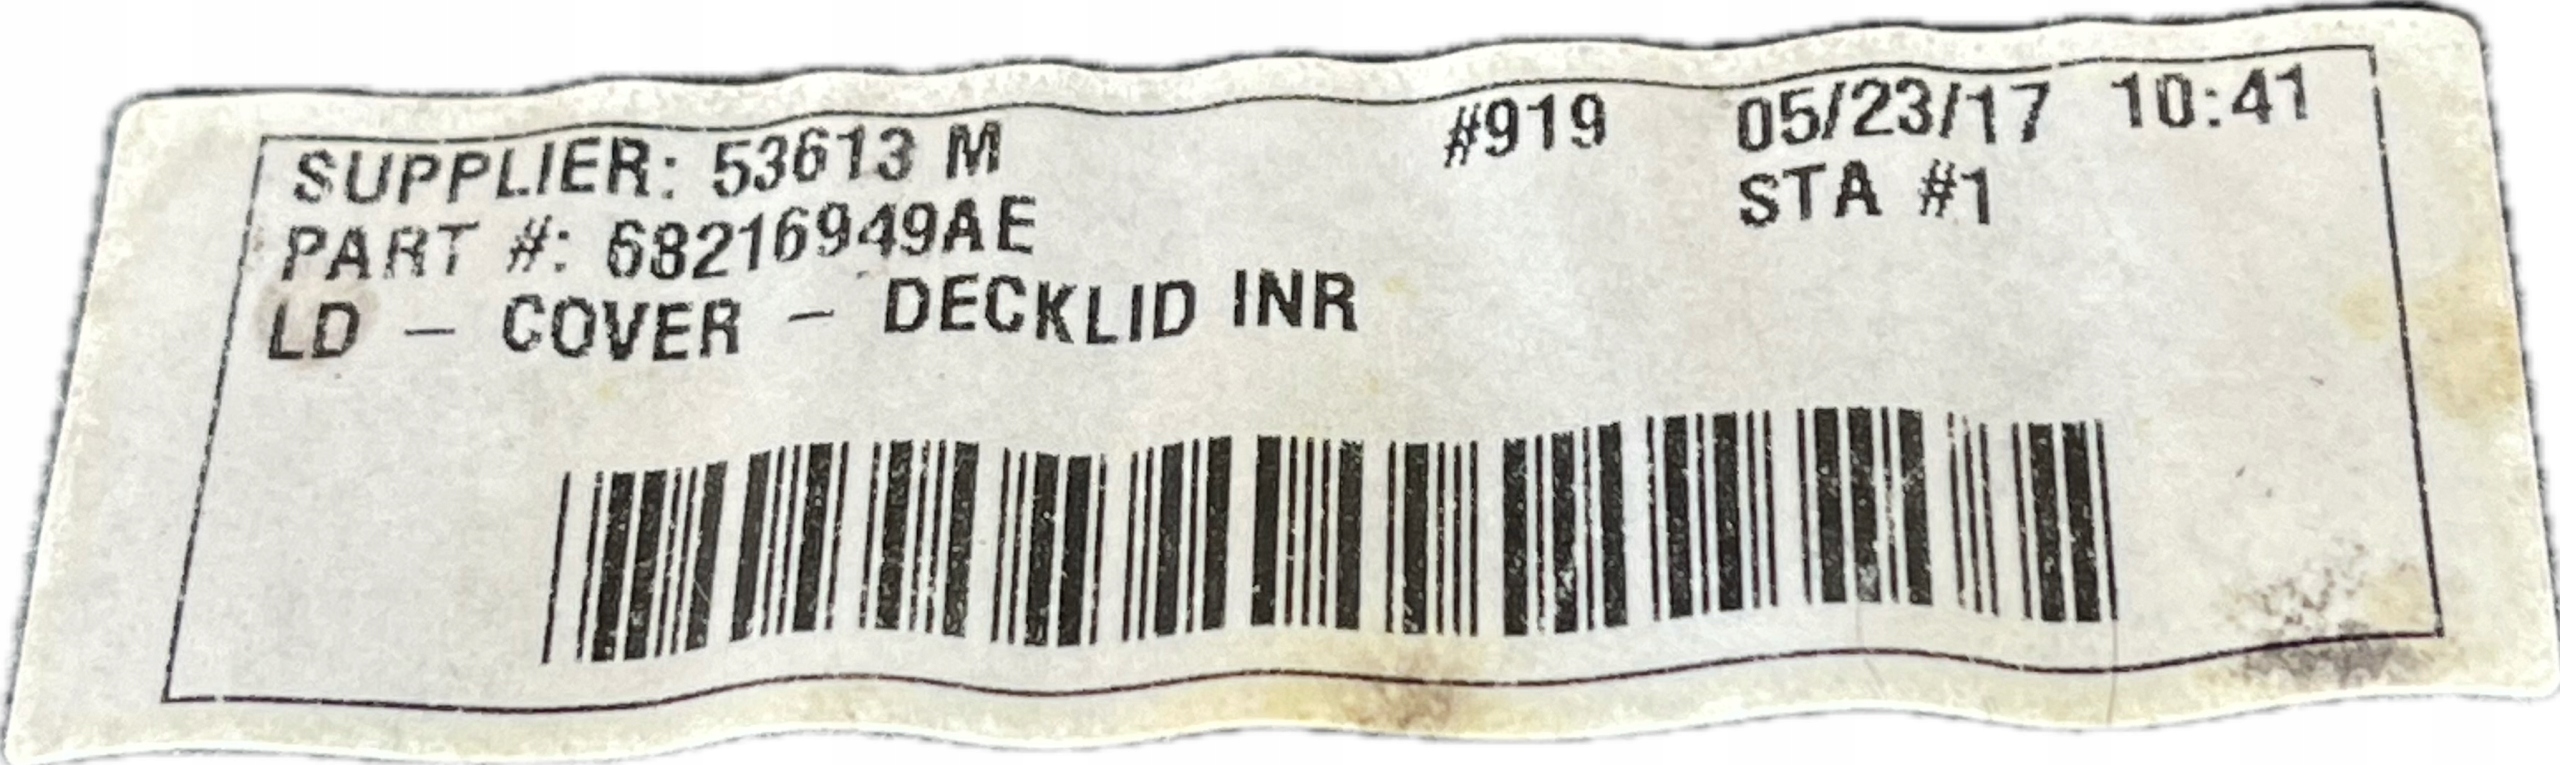 SUPPLIER: 53613 M #919 05/23/17 10:41
PART #: 68216949AE STA #1
LD - COVER - DECKLID INR